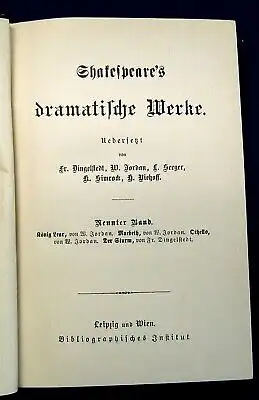 Shakespeare's
dramatische Werke.
Uebersetzt
von
Fr. Dingelstedt, W. Jordan, L. Seeger,
K. Simrock, H. Viehoff.
Neunter Band.
König Lear, von W. Jordan. Macbeth, von W. Jordan. Othello,
von W. Jordan. Der Sturm, von Fr. Dingelstedt.
Leipzig und Wien.
Bibliographisches Institut